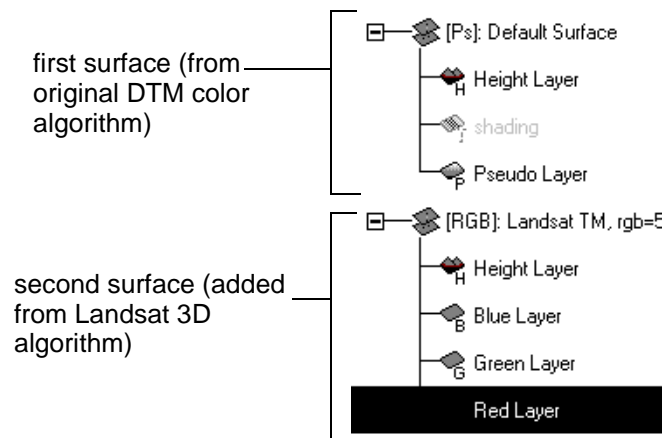 [Ps]: Default Surface
first surface (from
original DTM color
algorithm)
Height Layer
H
shading
Pseudo Layer
P
[RGB]: Landsat TM, rgb=5
second surface (added
from Landsat 3D
algorithm)
Height Layer
H
Blue Layer
B
Green Layer
G
Red Layer